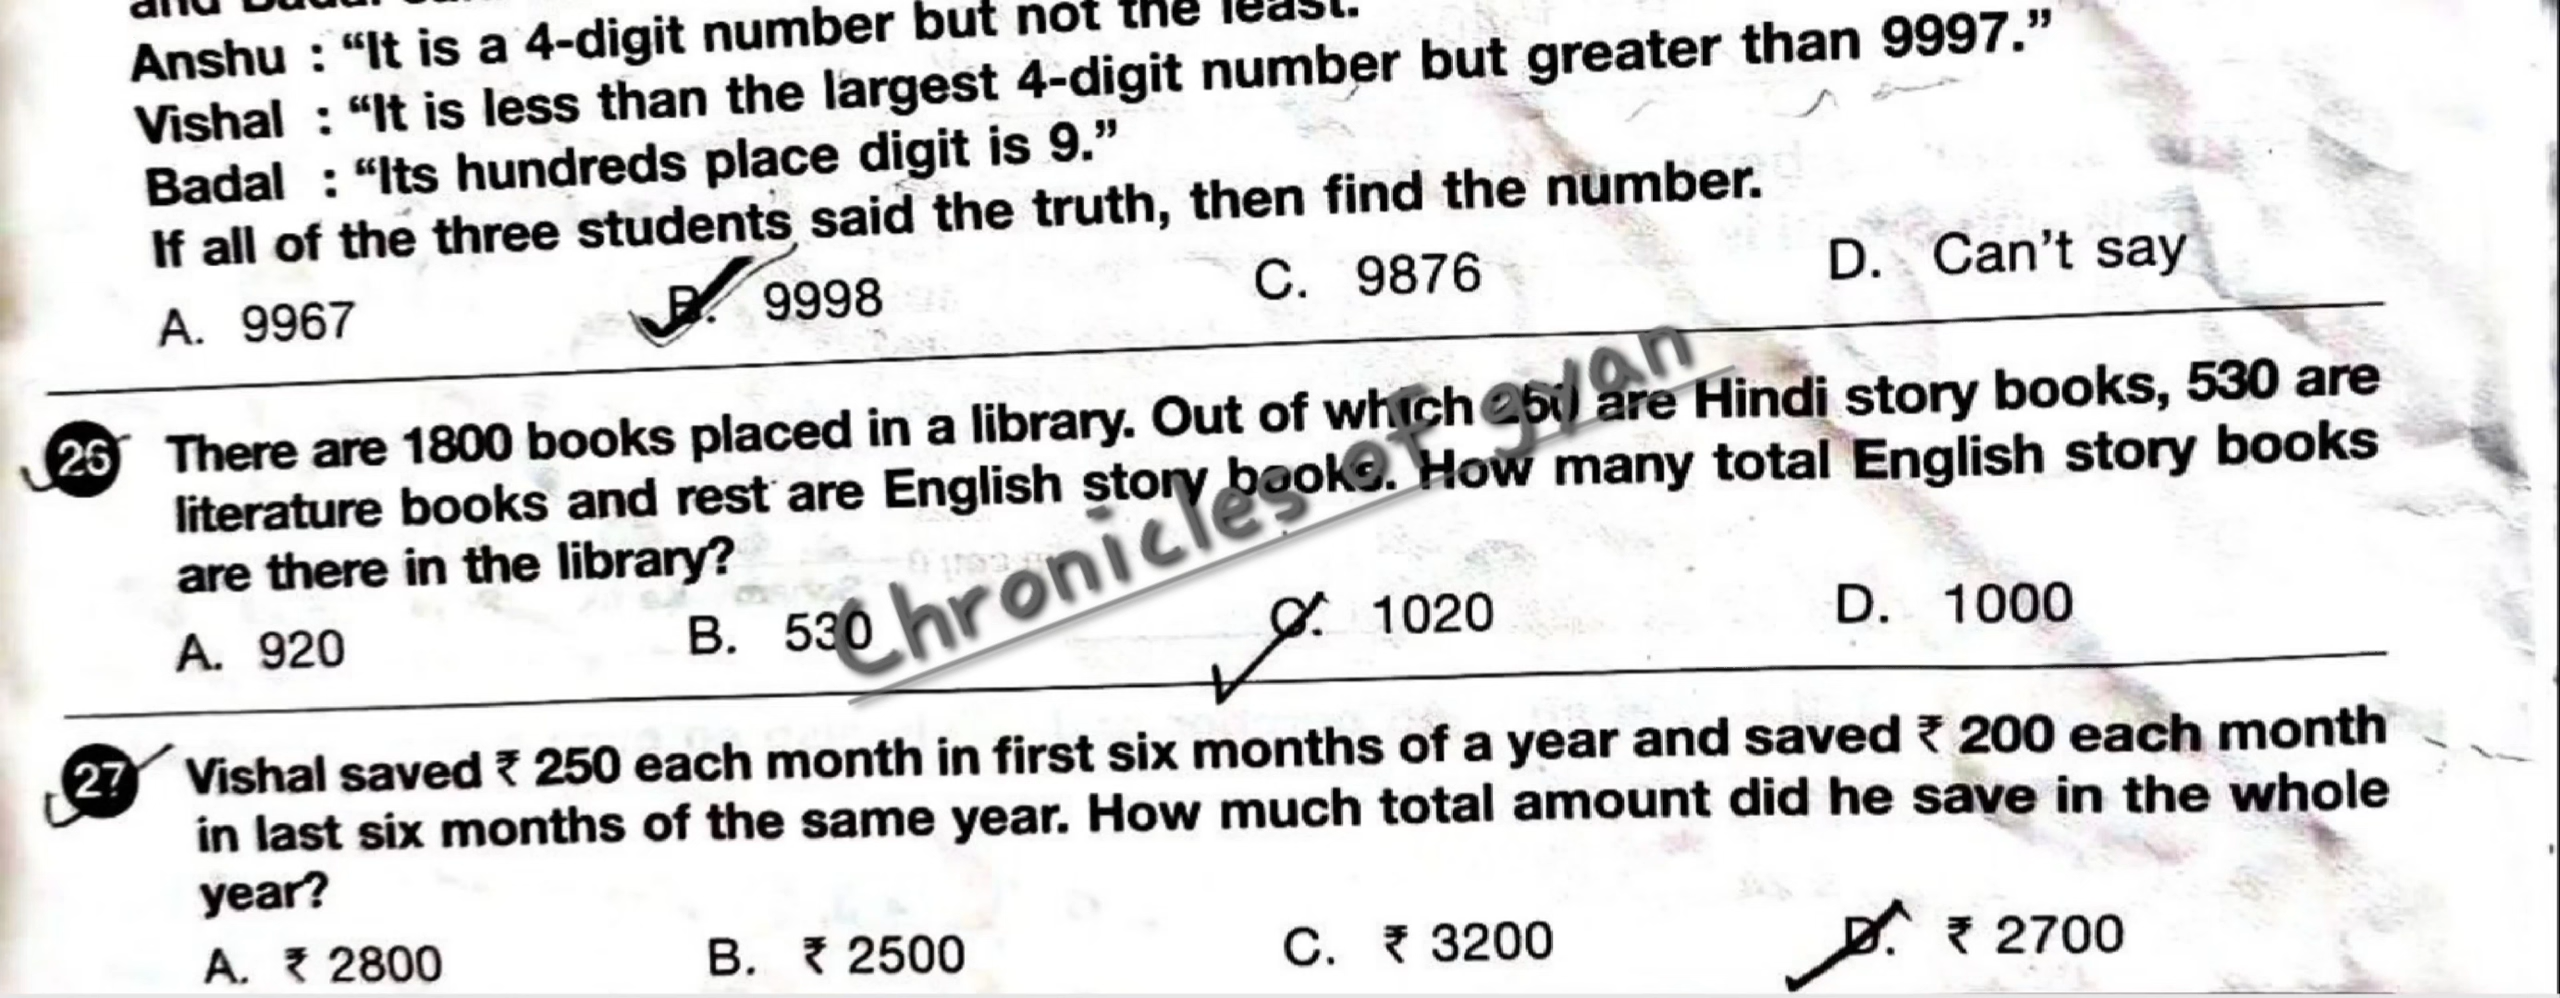 Anshu : “It is a 4-digit number but not the least.
Vishal : “It is less than the largest 4-digit number but greater than 9997.”
Badal : “Its hundreds place digit is 9.”
If all of the three students said the truth, then find the number.
A. 9967 B. 9998 C. 9876 D. Can’t say
26 There are 1800 books placed in a library. Out of which 250 are Hindi story books, 530 are
literature books and rest are English story books. How many total English story books
are there in the library?
A. 920 B. 530 C. 1020 D. 1000
Chronicles of gyan
27 Vishal saved ₹ 250 each month in first six months of a year and saved ₹ 200 each month
in last six months of the same year. How much total amount did he save in the whole
year?
A. ₹ 2800 B. ₹ 2500 C. ₹ 3200 D. ₹ 2700